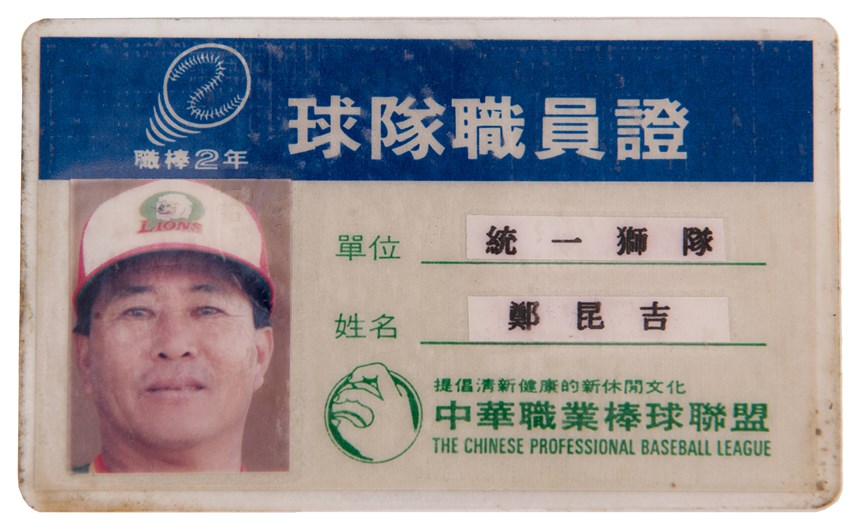 職棒2年
球隊職員證
LIONS
單位 統一獅隊
姓名 鄭昆吉
提倡清新健康的新休閒文化
中華職業棒球聯盟
THE CHINESE PROFESSIONAL BASEBALL LEAGUE